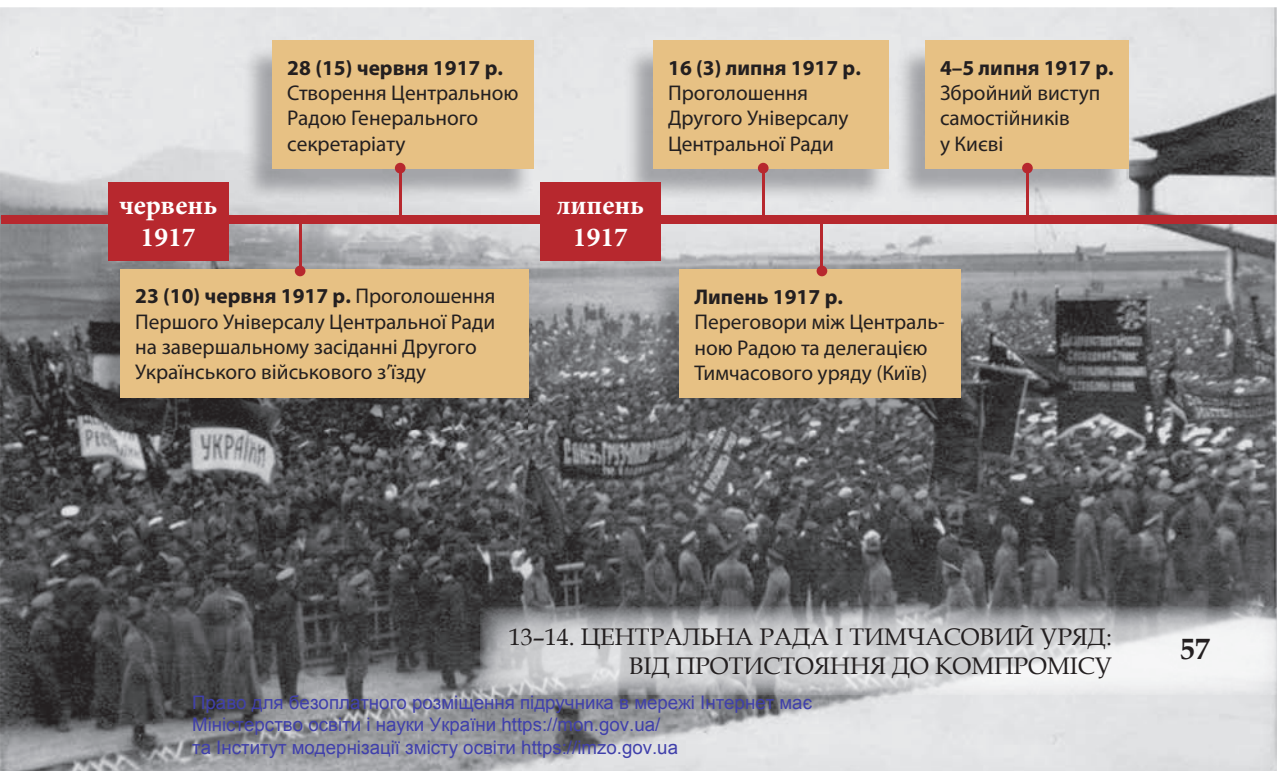 28 (15) червня 1917 р.
Створення Центральною
Радою Генерального
секретаріату
16 (3) липня 1917 р.
Проголошення
Другого Універсалу
Центральної Ради
4–5 липня 1917 р.
Збройний виступ
самостійників
у Києві
червень
1917
липень
1917
23 (10) червня 1917 р. Проголошення
Першого Універсалу Центральної Ради
на завершальному засіданні Другого
Українського військового з’їзду
Липень 1917 р.
Переговори між Централь-
ною Радою та делегацією
Тимчасового уряду (Київ)
УКРАЇНИ
13–14. ЦЕНТРАЛЬНА РАДА І ТИМЧАСОВИЙ УРЯД:
ВІД ПРОТИСТОЯННЯ ДО КОМПРОМІСУ
57
Право для безоплатного розміщення підручника в мережі Інтернет має
Міністерство освіти і науки України https://mon.gov.ua/
та Інститут модернізації змісту освіти https://imzo.gov.ua